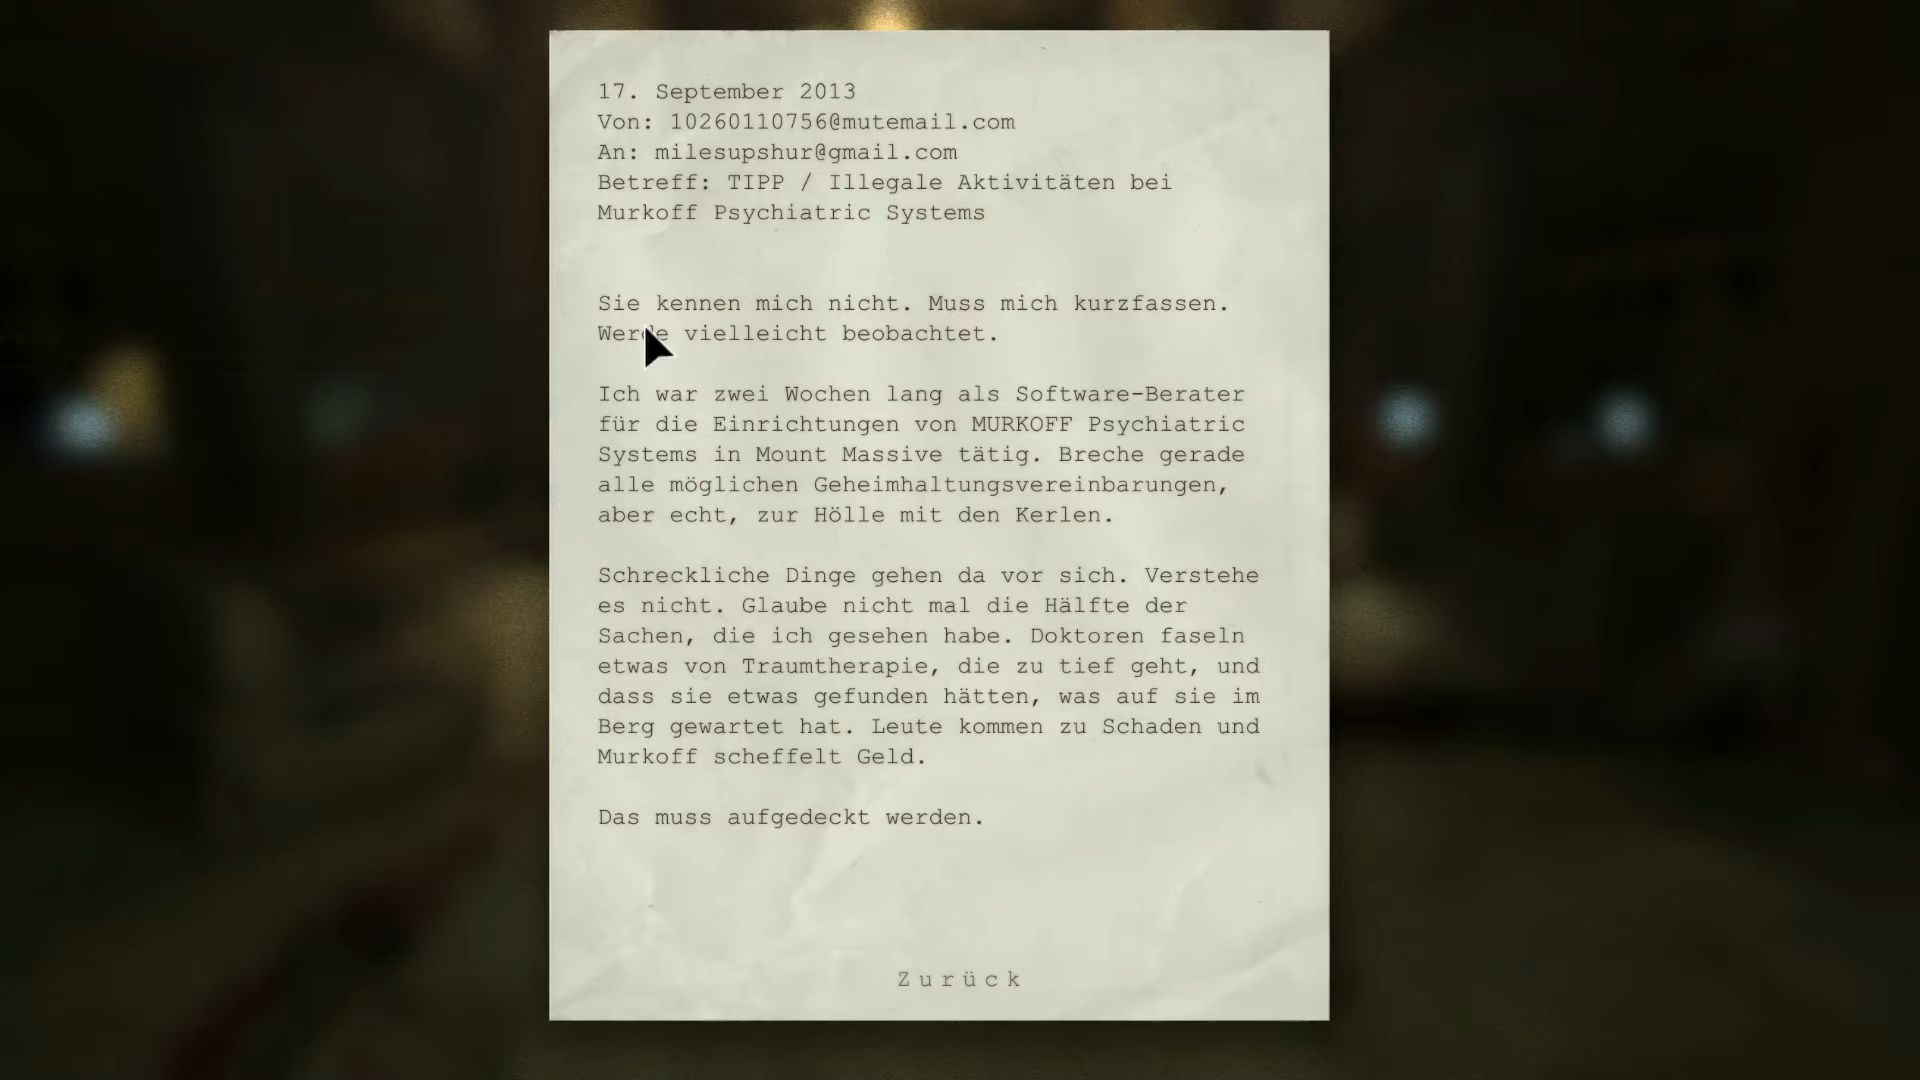 17. September 2013
Von: 10260110756@mutemail.com
An: milesupshur@gmail.com
Betreff: TIPP / Illegale Aktivitäten bei
Murkoff Psychiatric Systems
Sie kennen mich nicht. Muss mich kurzfassen.
Werde vielleicht beobachtet.
Ich war zwei Wochen lang als Software-Berater
für die Einrichtungen von MURKOFF Psychiatric
Systems in Mount Massive tätig. Breche gerade
alle möglichen Geheimhaltungsvereinbarungen,
aber echt, zur Hölle mit den Kerlen.
Schreckliche Dinge gehen da vor sich. Verstehe
es nicht. Glaube nicht mal die Hälfte der
Sachen, die ich gesehen habe. Doktoren faseln
etwas von Traumtherapie, die zu tief geht, und
dass sie etwas gefunden hätten, was auf sie im
Berg gewartet hat. Leute kommen zu Schaden und
Murkoff scheffelt Geld.
Das muss aufgedeckt werden.
Zurück